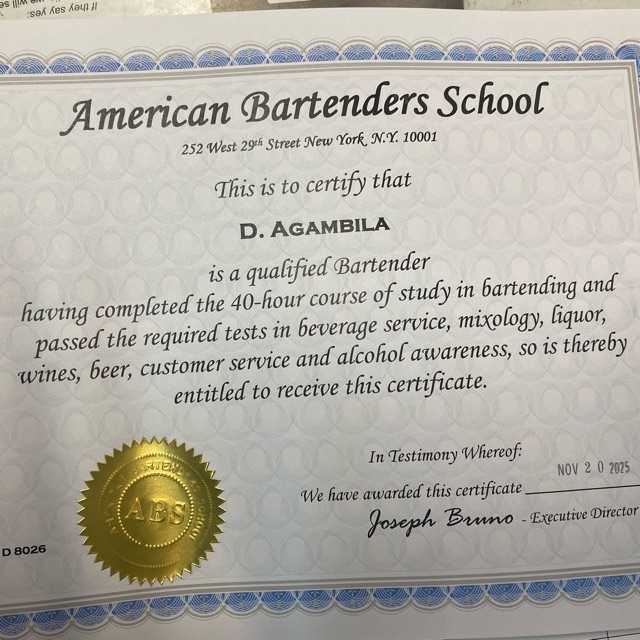 If they say yes:
we will se
American Bartenders School
252 West 29th Street New York, N.Y. 10001
This is to certify that
D. AGAMBILA
is a qualified Bartender
having completed the 40-hour course of study in bartending and
passed the required tests in beverage service, mixology, liquor,
wines, beer, customer service and alcohol awareness, so is thereby
entitled to receive this certificate.
In Testimony Whereof:
NOV 20 2025
We have awarded this certificate
Joseph Bruno - Executive Director
ABS
D 8026